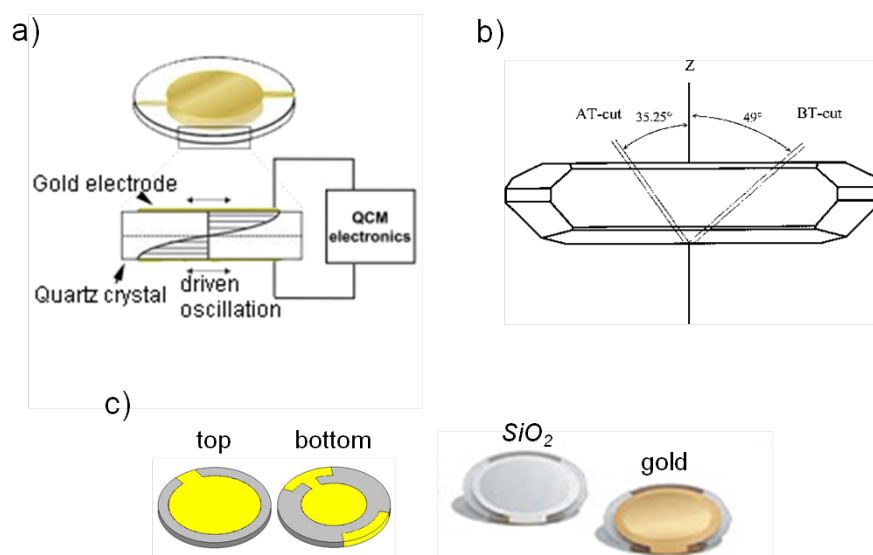 a)
Gold electrode
QCM
electronics
Quartz crystal
driven
oscillation
b)
Z
AT-cut
35.25°
49°
BT-cut
c)
top
bottom
SiO2
gold